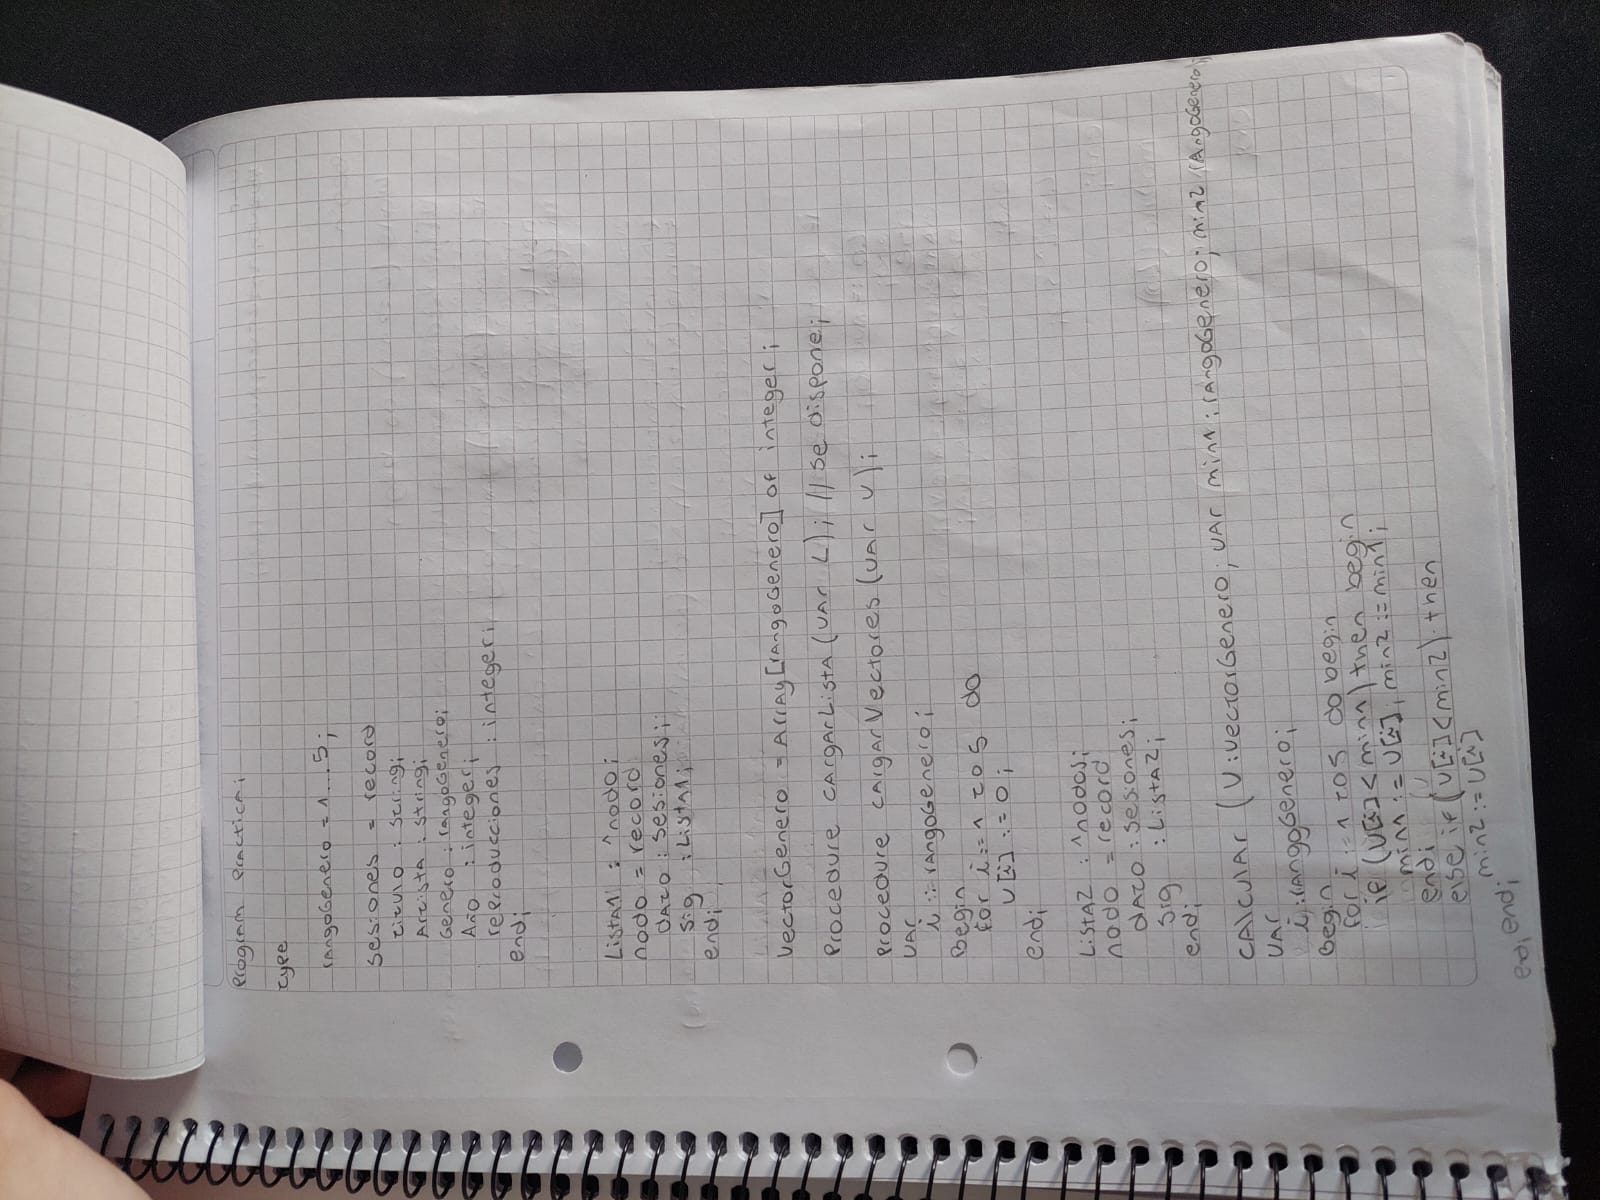 program practica;
type
rangoGenero = 1...5;
sesiones = record
titulo : string;
Artista : string;
Genero : rangoGenero;
Año : integer;
reproducciones : integer;
end;
Lista1 : ^nodo;
nodo = record
dato : sesiones;
sig : Lista1;
end;
vectorGenero = Array[rangoGenero] of integer;
procedure cargarLista (var L); // se dispone;
procedure cargarVectores (var v);
var
i : rangoGenero;
Begin
for i := 1 to 5 do
v[i] := 0;
end;
Lista2 : ^nodos;
nodo = record
dato : sesiones;
sig : Lista2;
end;
calcular (v : vectorGenero; var min1 : rangoGenero; min2 rangoGenero);
var
i : rangoGenero;
Begin
for i := 1 to 5 do begin
if (v[i] < min1) then begin
min1 := v[i]; min2 := min1;
end;
else if (v[i] < min2) then
min2 := v[i]
end;
en;